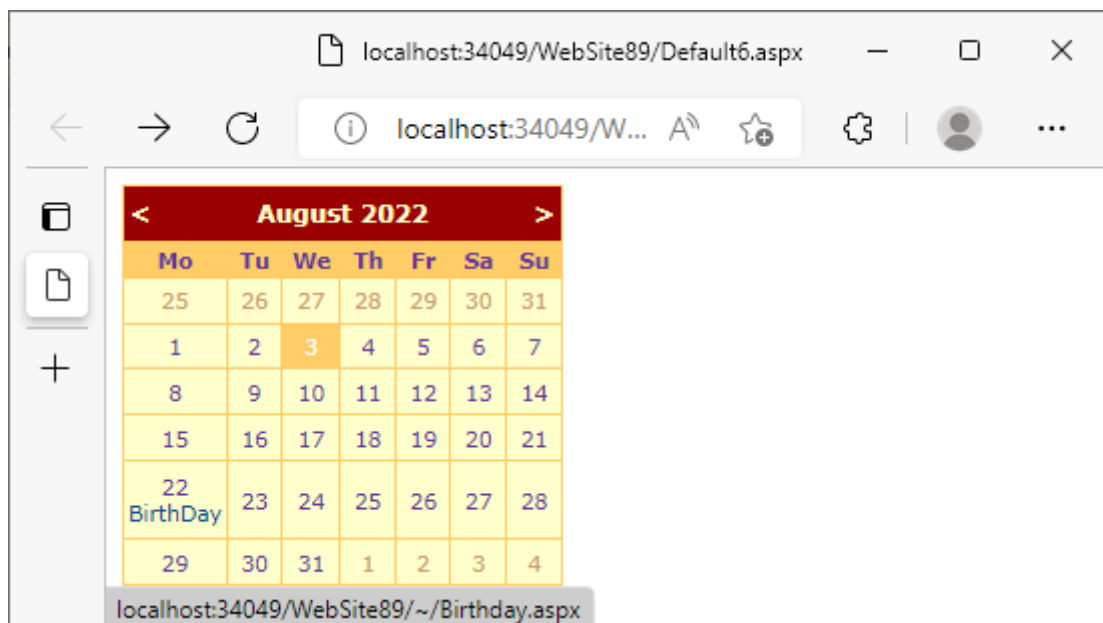 localhost:34049/WebSite89/Default6.aspx
localhost:34049/W...
< August 2022 >
Mo Tu We Th Fr Sa Su
25 26 27 28 29 30 31
1 2 3 4 5 6 7
8 9 10 11 12 13 14
15 16 17 18 19 20 21
22 23 24 25 26 27 28
BirthDay
29 30 31 1 2 3 4
localhost:34049/WebSite89/~/Birthday.aspx